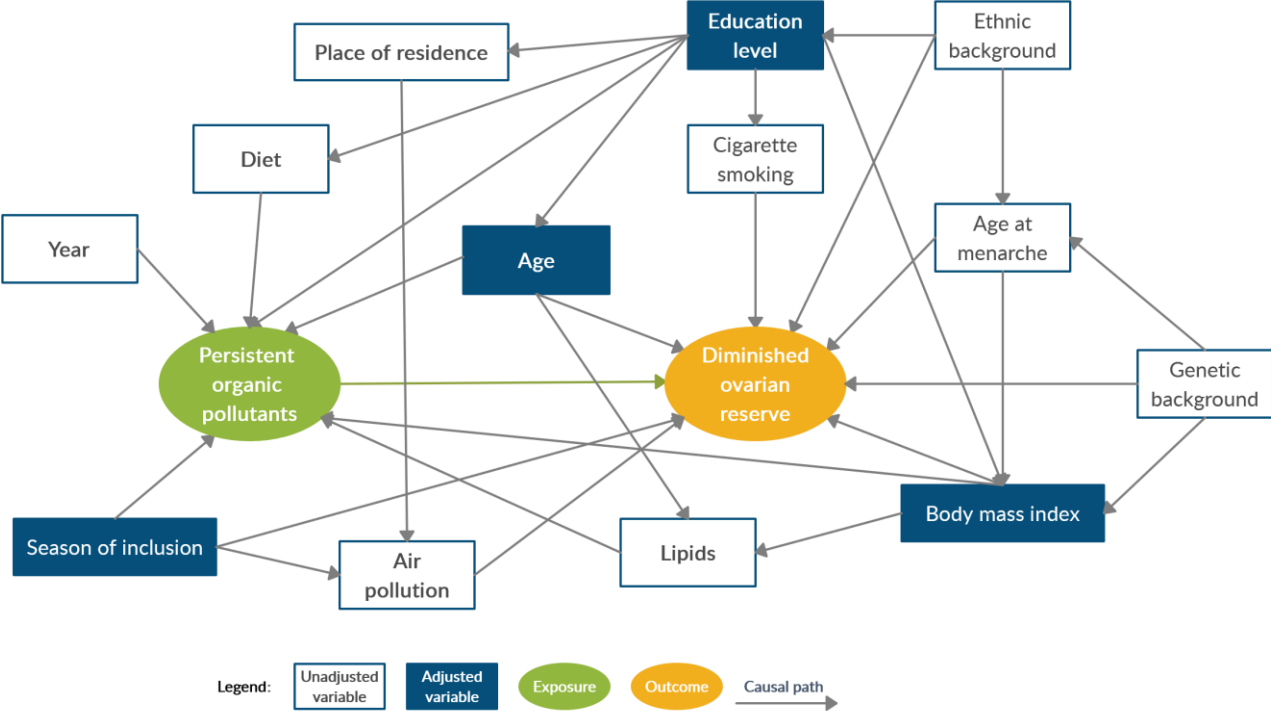 Education
level
Ethnic
background
Place of residence
Cigarette
smoking
Diet
Age at
menarche
Year
Age
Persistent
organic
pollutants
Diminished
ovarian
reserve
Genetic
background
Body mass index
Season of inclusion
Air
pollution
Lipids
Legend:
Unadjusted
variable
Adjusted
variable
Exposure
Outcome
Causal path